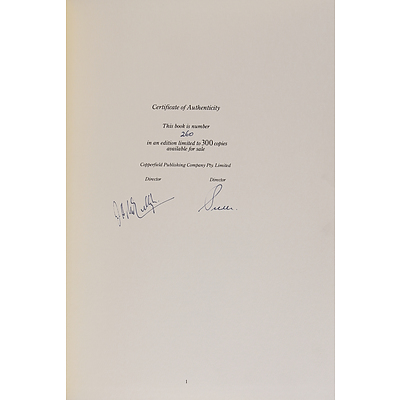 Certificate of Authenticity
This book is number
260
in an edition limited to 300 copies
available for sale
Copperfield Publishing Company Pty. Limited
Director Director
1